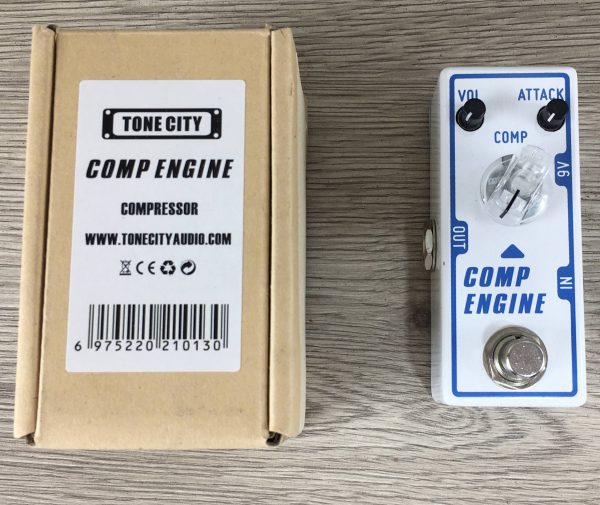 TONE CITY
COMP ENGINE
COMPRESSOR
WWW.TONECITYAUDIO.COM
CE
6 975220 210130
VOL ATTACK
COMP
9V
OUT
IN
COMP
ENGINE